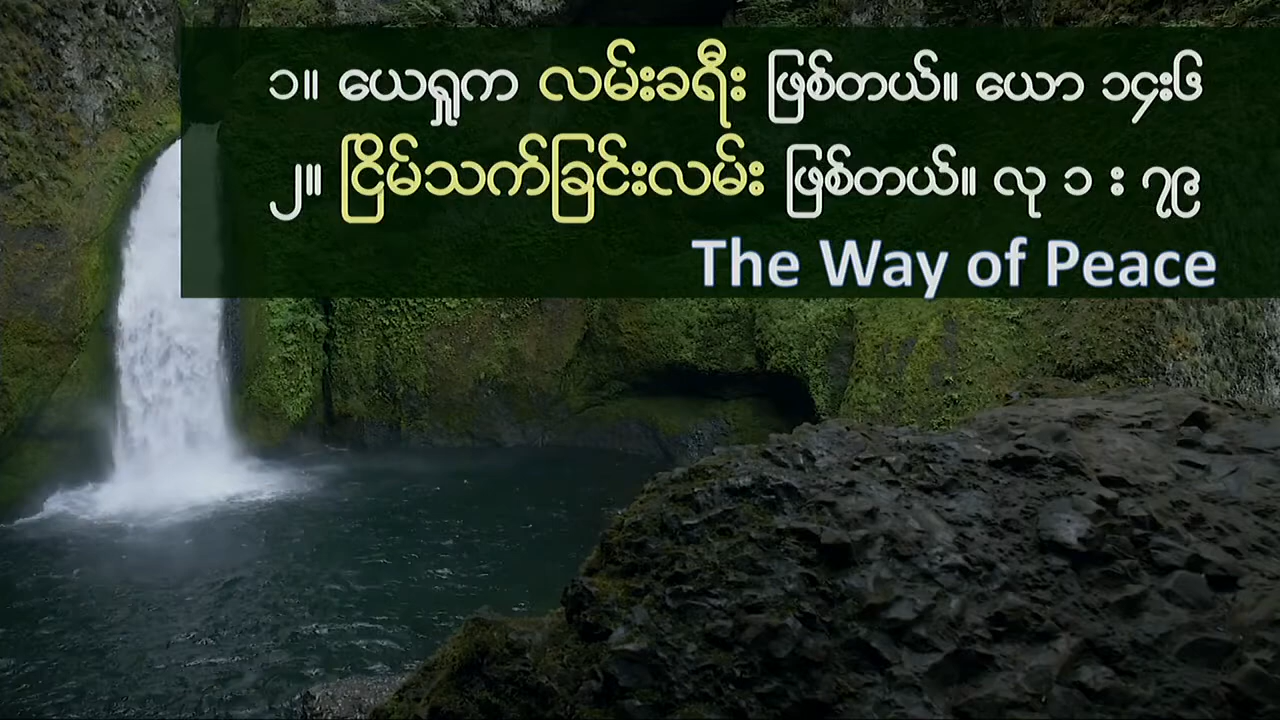 ၁။ ယေရှုက လမ်းခရီး ဖြစ်တယ်။ ယော ၁၄း၆
၂။ ငြိမ်သက်ခြင်းလမ်း ဖြစ်တယ်။ လု ၁ း ၇၉
The Way of Peace